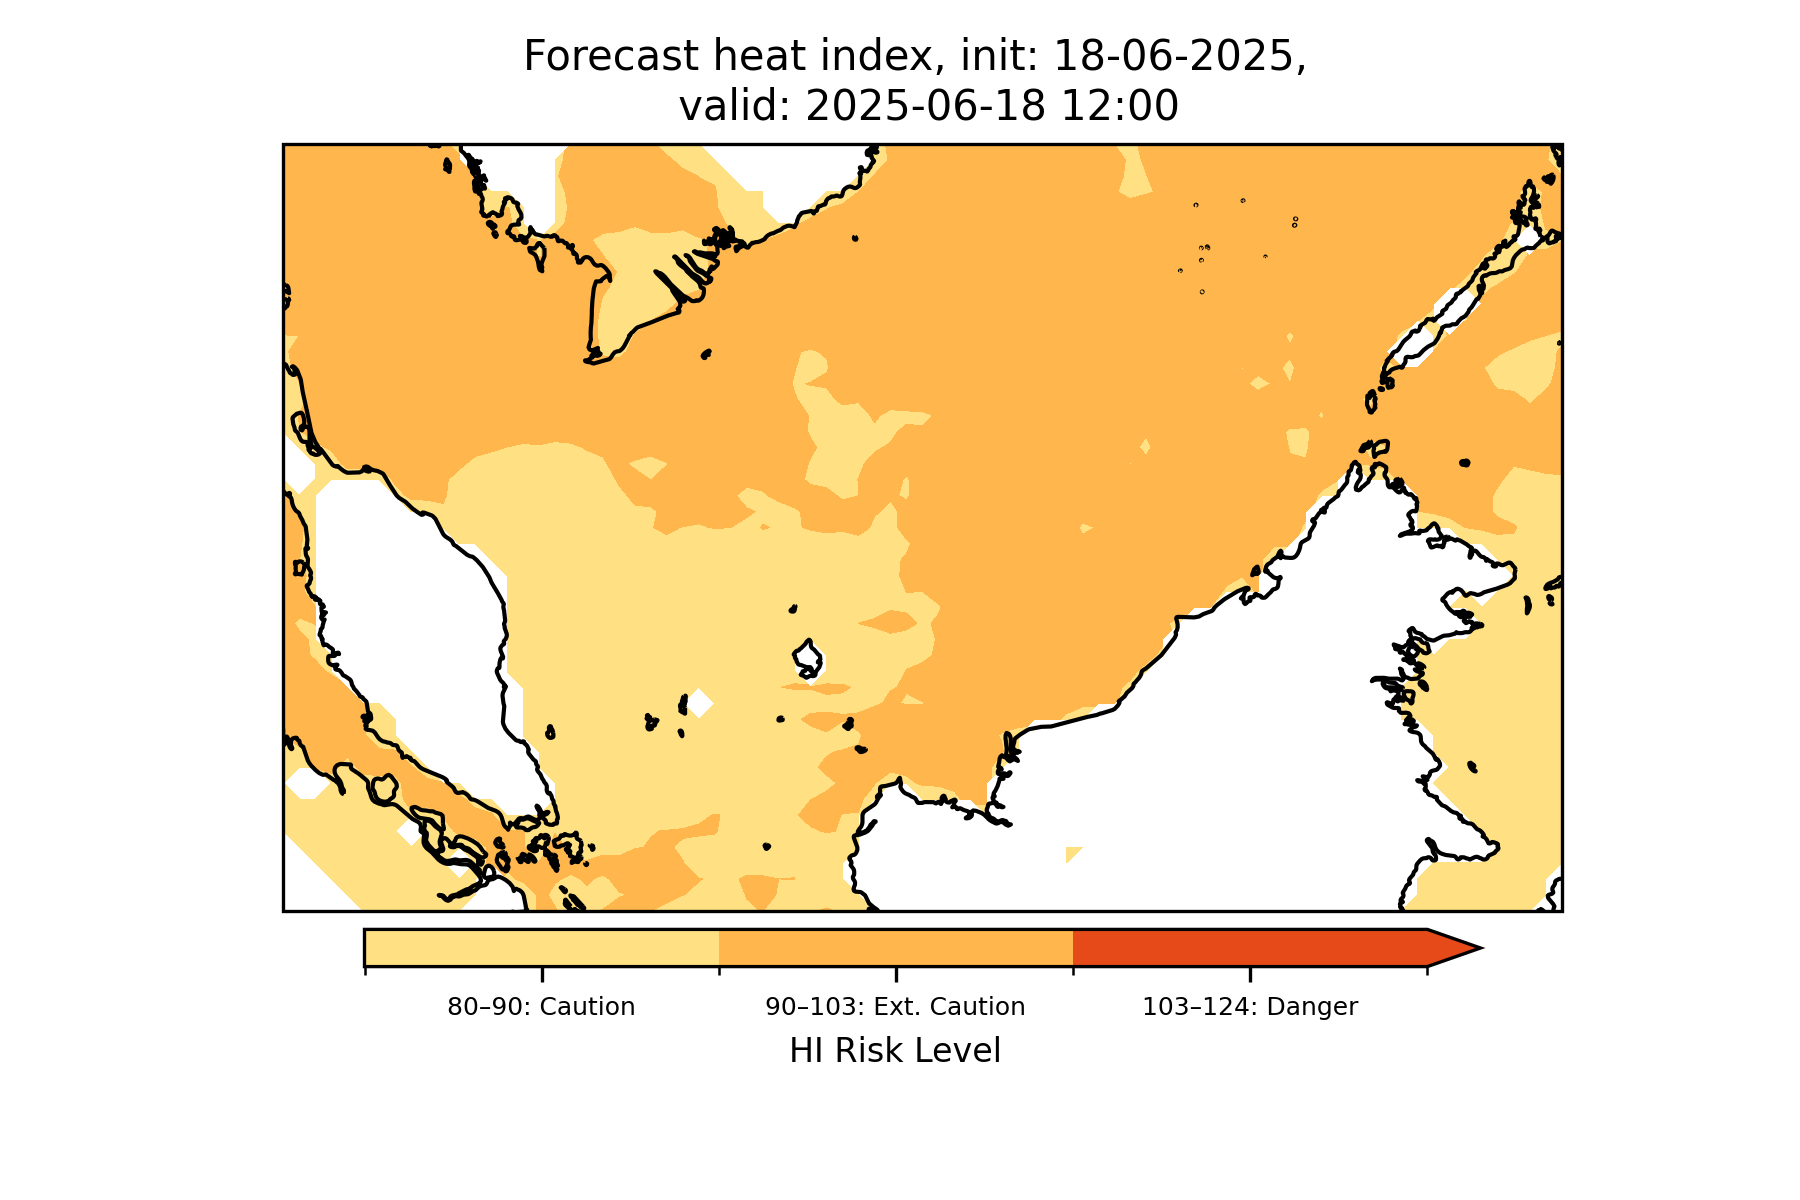 Forecast heat index, init: 18-06-2025,
valid: 2025-06-18 12:00
80–90: Caution
90–103: Ext. Caution
103–124: Danger
HI Risk Level